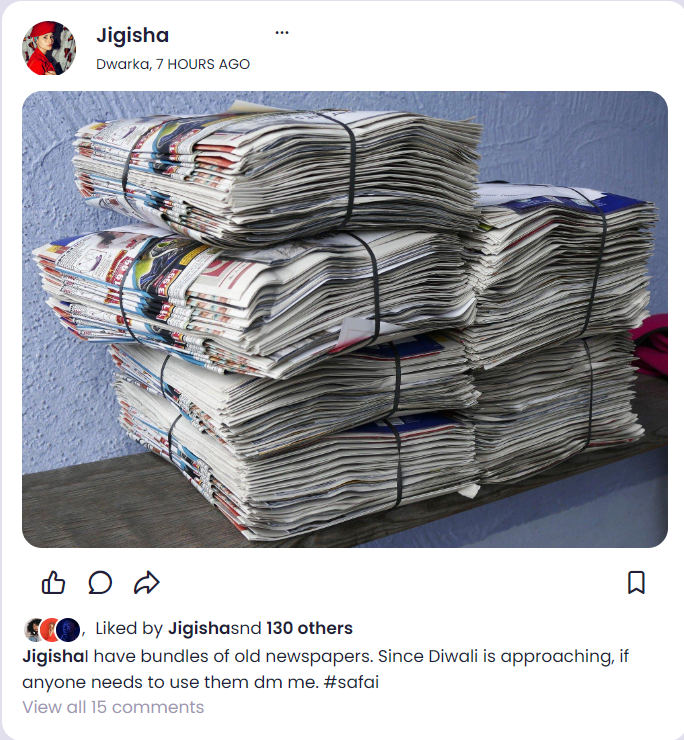 Jigisha
...
Dwarka, 7 HOURS AGO
, Liked by Jigishasnd 130 others
JigishaI have bundles of old newspapers. Since Diwali is approaching, if
anyone needs to use them dm me. #safai
View all 15 comments